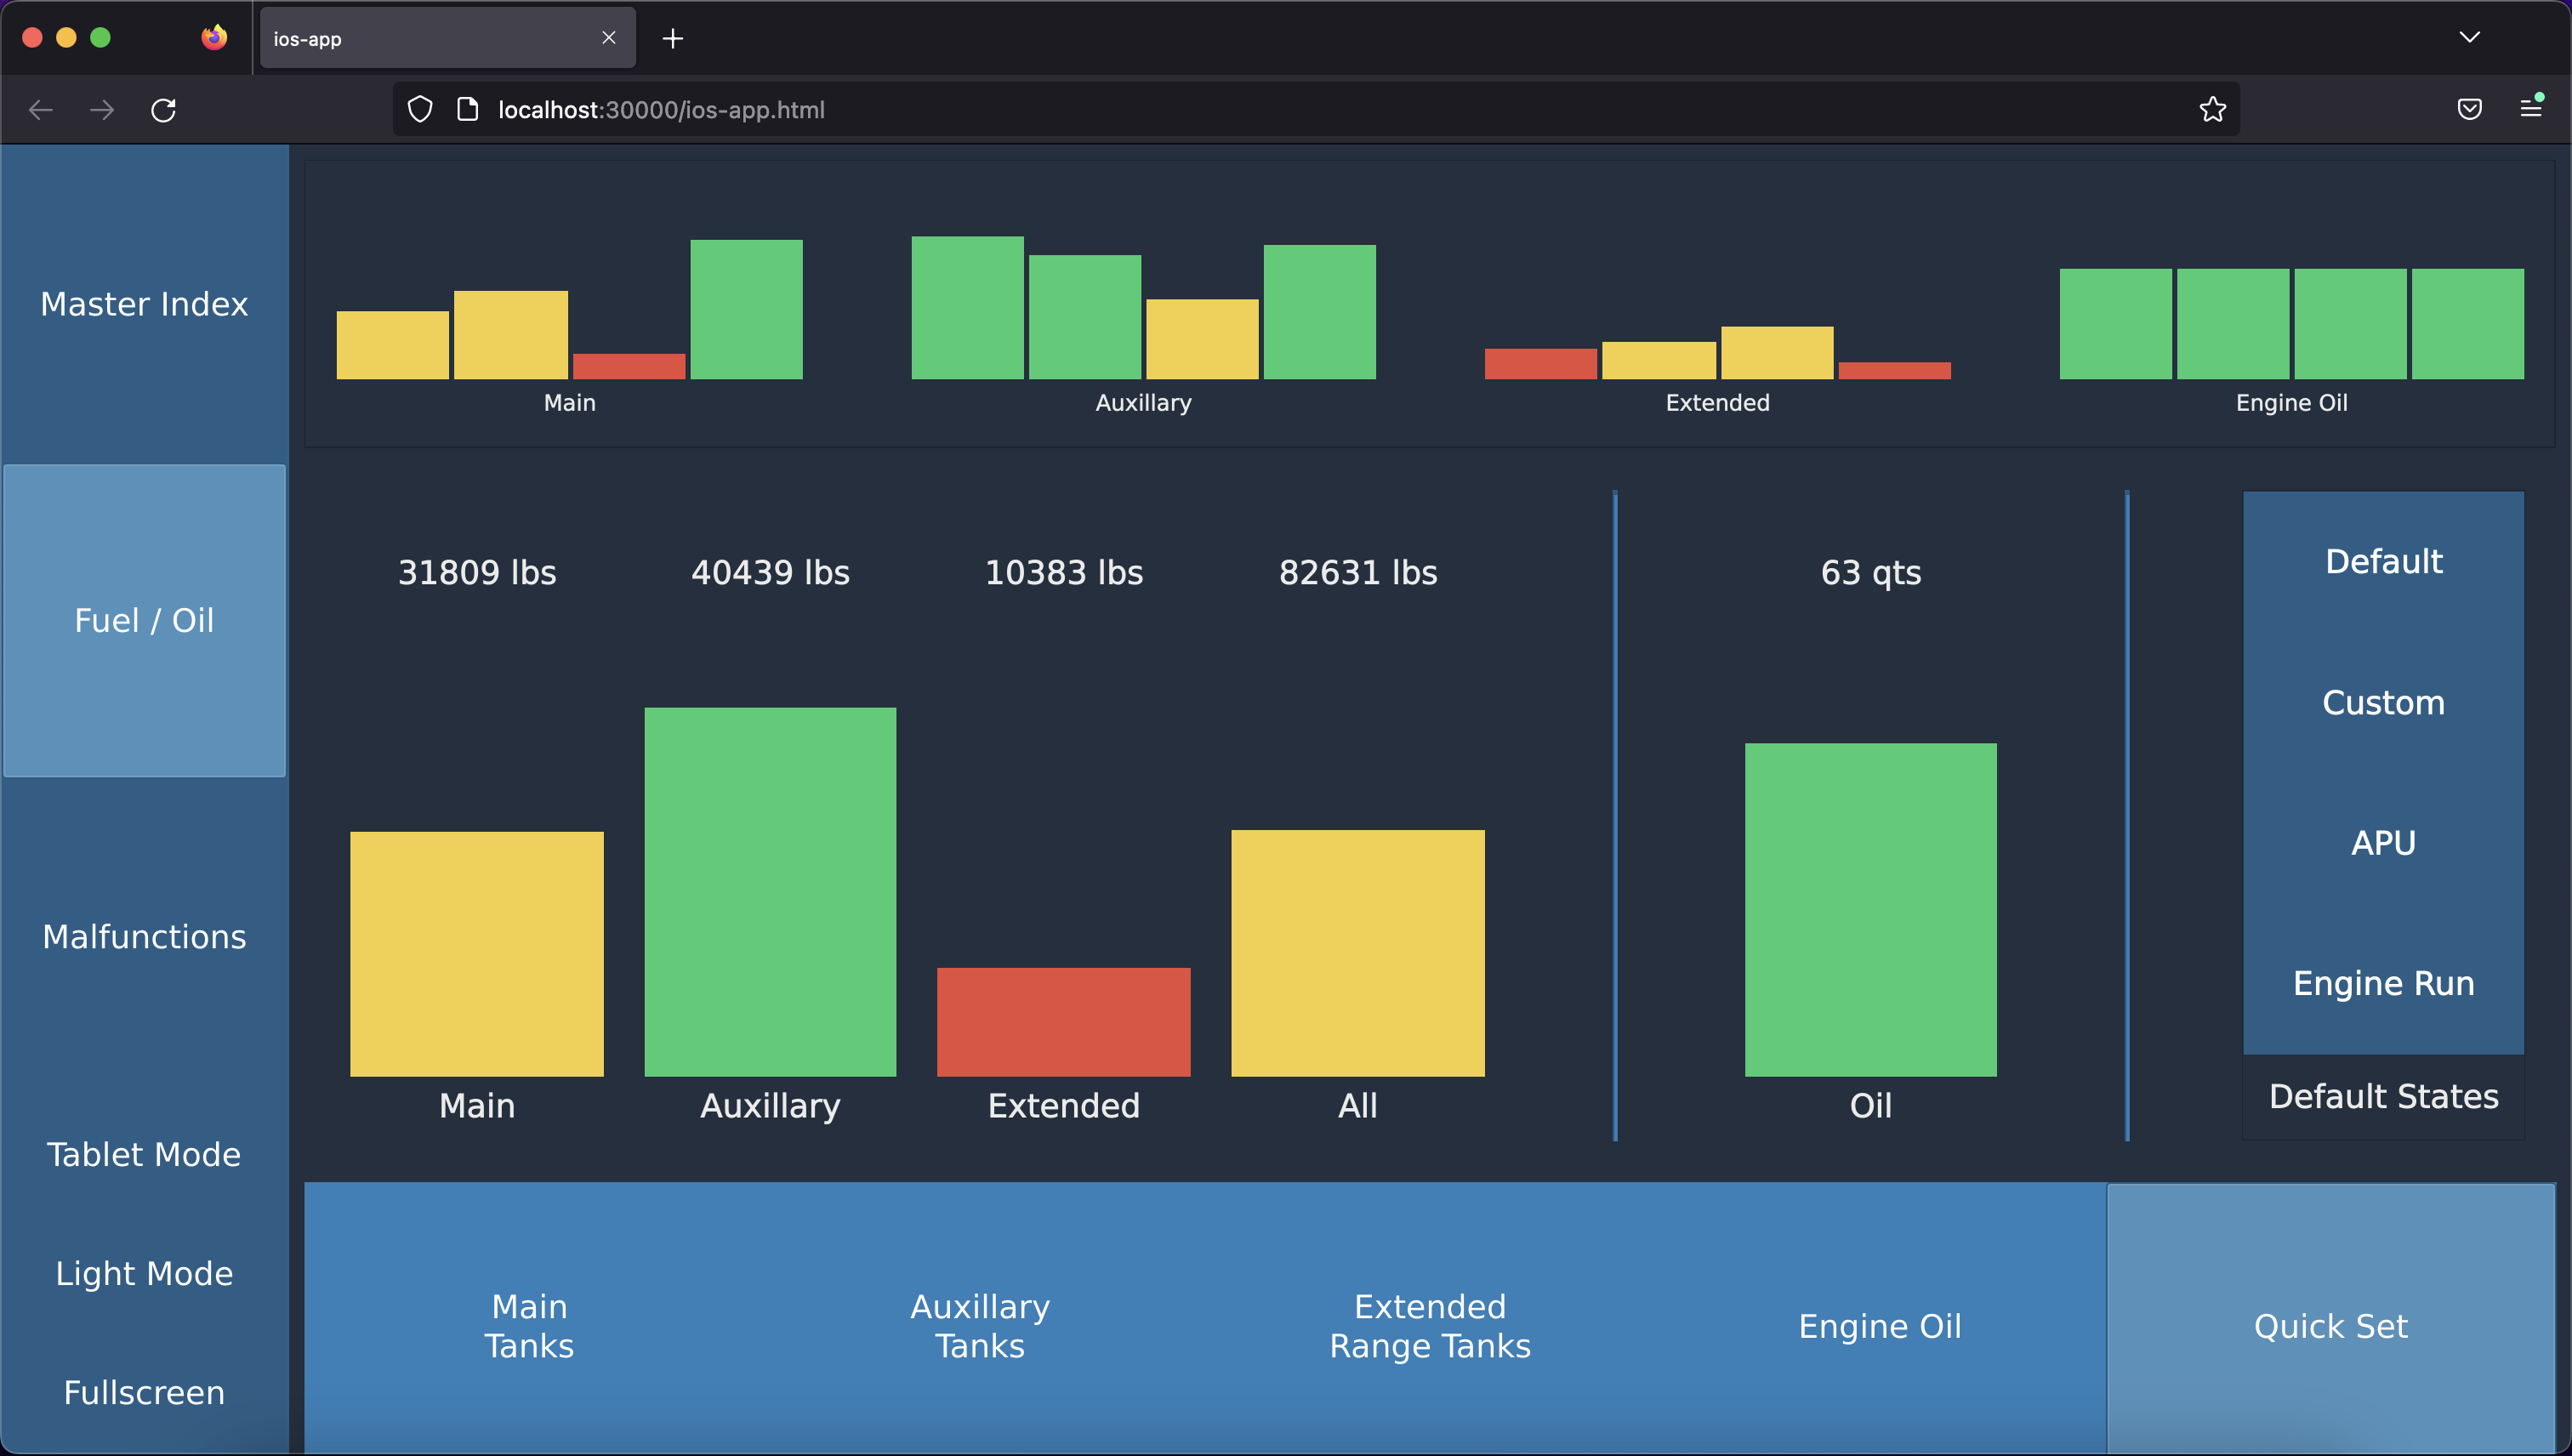 ios-app
localhost:30000/ios-app.html
Master Index
Fuel / Oil
Malfunctions
Tablet Mode
Light Mode
Fullscreen
Main
Auxillary
Extended
Engine Oil
31809 lbs
40439 lbs
10383 lbs
82631 lbs
63 qts
Main
Auxillary
Extended
All
Oil
Default
Custom
APU
Engine Run
Default States
Main
Tanks
Auxillary
Tanks
Extended
Range Tanks
Engine Oil
Quick Set